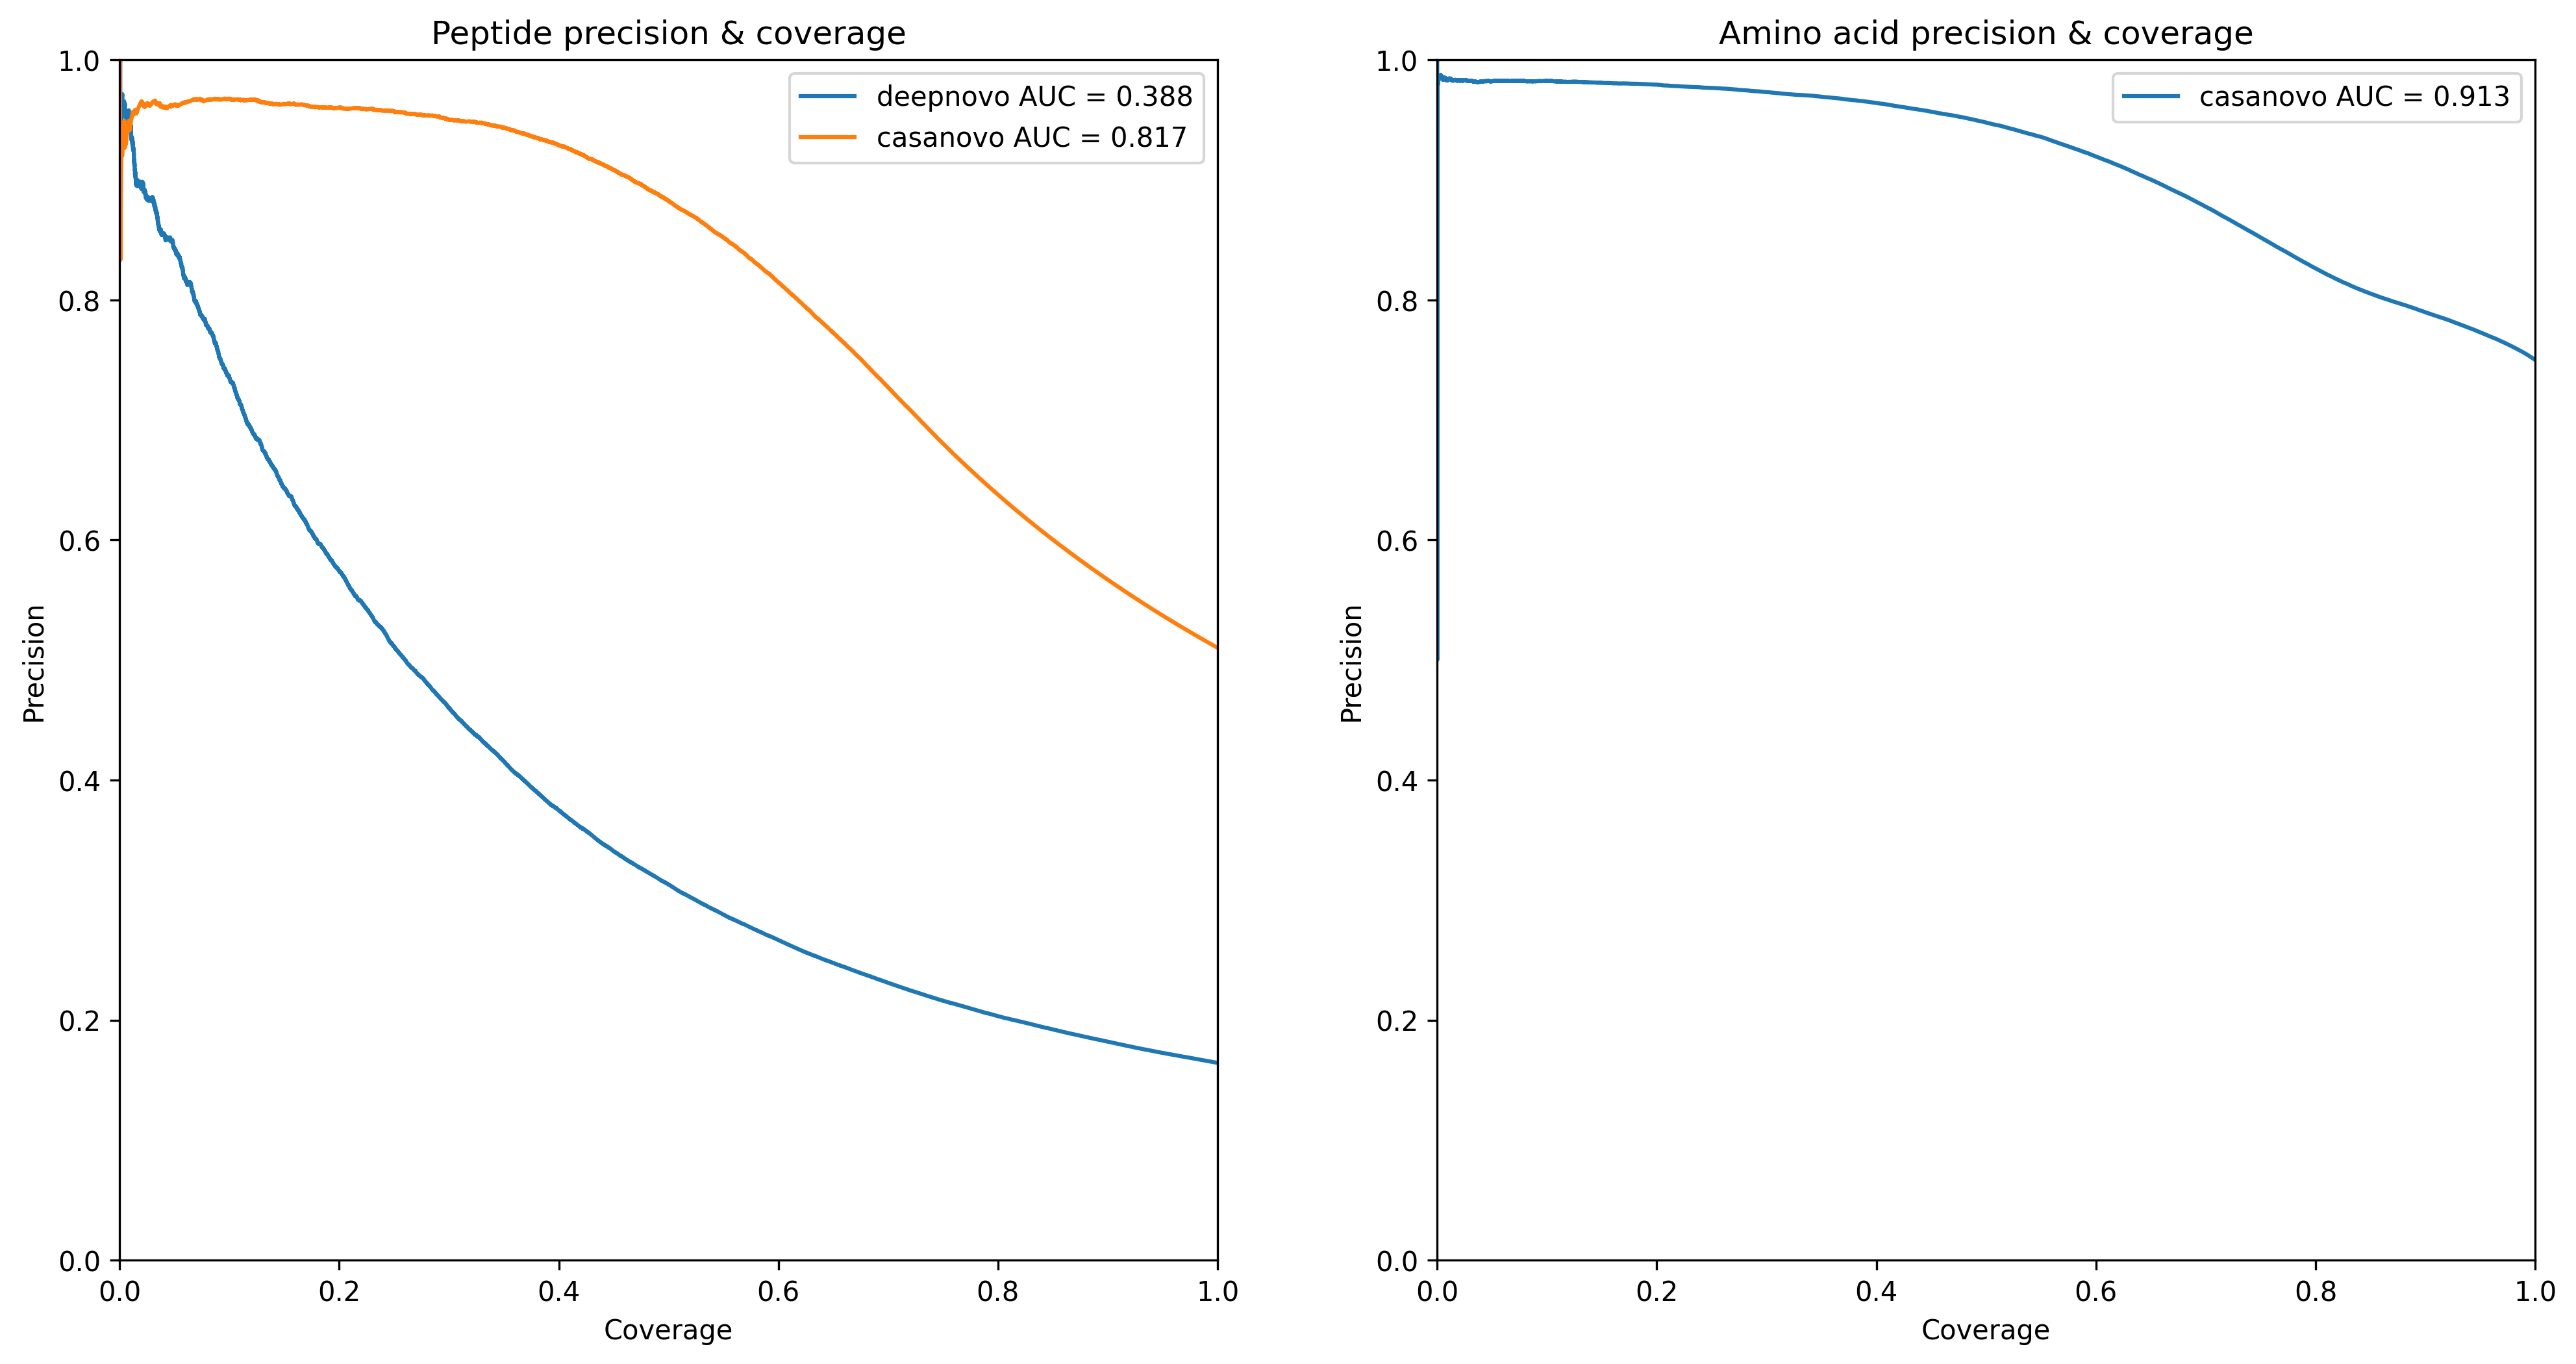 Peptide precision & coverage
deepnovo AUC = 0.388
casanovo AUC = 0.817
1.0
0.8
0.6
0.4
0.2
0.0
Precision
0.0 0.2 0.4 0.6 0.8 1.0
Coverage
Amino acid precision & coverage
casanovo AUC = 0.913
1.0
0.8
0.6
0.4
0.2
0.0
Precision
0.0 0.2 0.4 0.6 0.8 1.0
Coverage